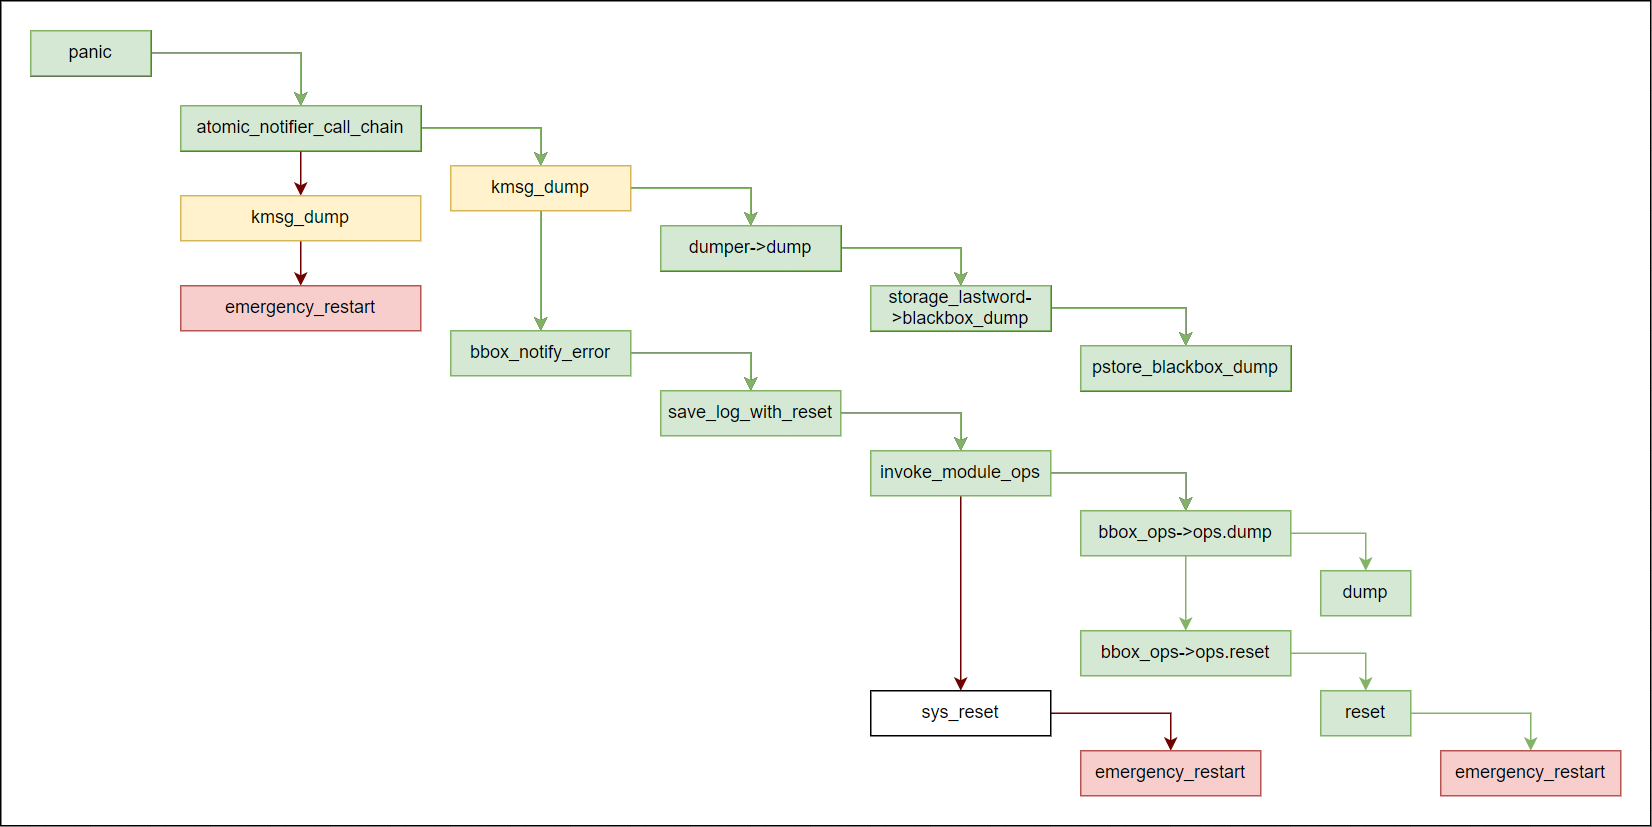 panic
atomic_notifier_call_chain
kmsg_dump
kmsg_dump
dumper->dump
storage_lastword-
>blackbox_dump
emergency_restart
bbox_notify_error
pstore_blackbox_dump
save_log_with_reset
invoke_module_ops
bbox_ops->ops.dump
dump
bbox_ops->ops.reset
sys_reset
reset
emergency_restart
emergency_restart